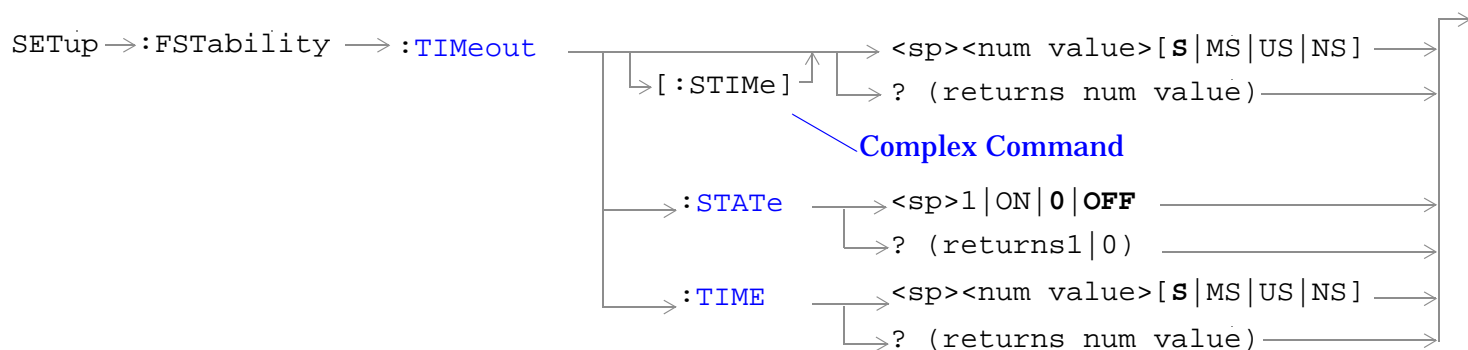 SETup :FSTability :TIMeout <sp><num value>[S|MS|US|NS]
[:STIMe] ? (returns num value)
Complex Command
:STATe <sp>1|ON|0|OFF
? (returns1|0)
:TIME <sp><num value>[S|MS|US|NS]
? (returns num value)